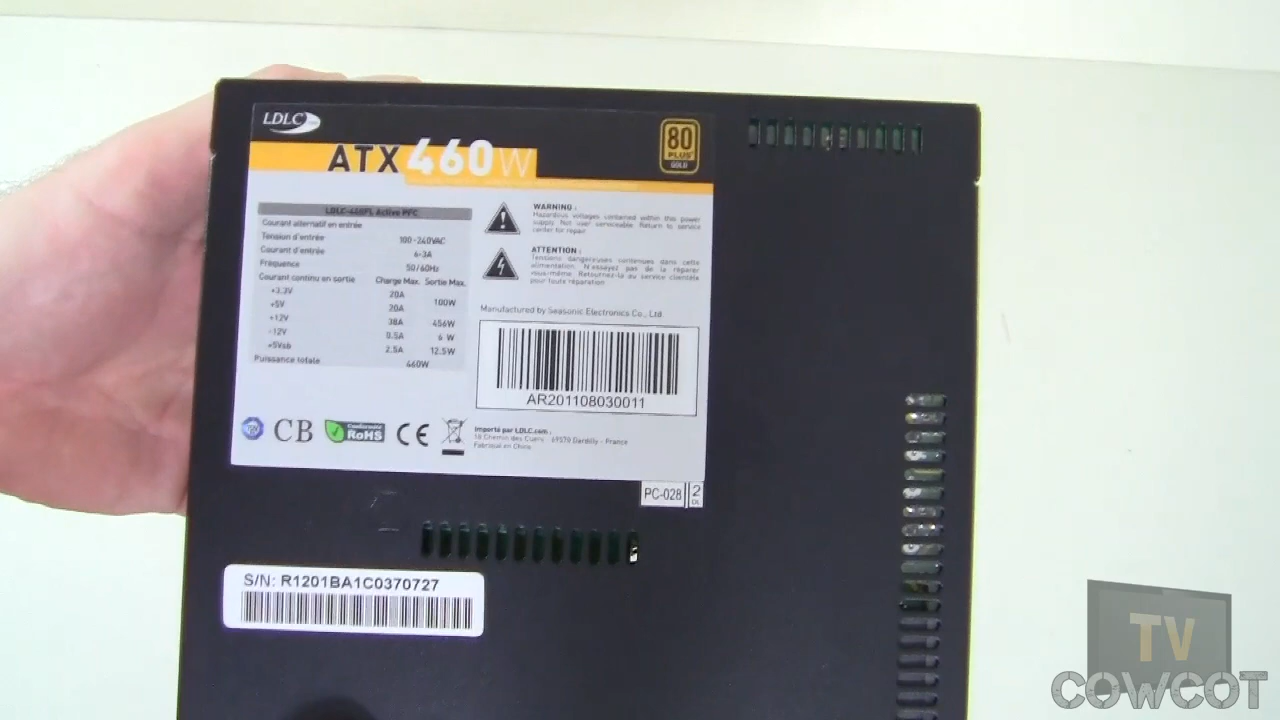 LDLC
ATX 460W
80
PLUS
GOLD
LDLC-460FL Active PFC
Courant alternatif en entrée
Tension d'entrée 100-240VAC
Courant d'entrée 6-3A
Fréquence 50/60Hz
Courant continu en sortie Charge Max. Sortie Max.
+3.3V 20A
+5V 20A 100W
+12V 38A 456W
-12V 0.5A 6 W
+5Vsb 2.5A 12.5W
Puissance totale 460W
WARNING :
Hazardous voltages contained within this power
supply. Not user serviceable. Return to service
center for repair.
ATTENTION :
Tensions dangereuses contenues dans cette
alimentation. N'essayez pas de la réparer
vous-même. Retournez-la au service clientèle
pour toute réparation.
Manufactured by Seasonic Electronics Co., Ltd
AR201108030011
CB
Conforme
RoHS
CE
Importé par LDLC.com :
18 Chemin des Cuers - 69570 Dardilly - France
Fabriqué en Chine
PC-028
2
S/N: R1201BA1C0370727
TV
COWCOT